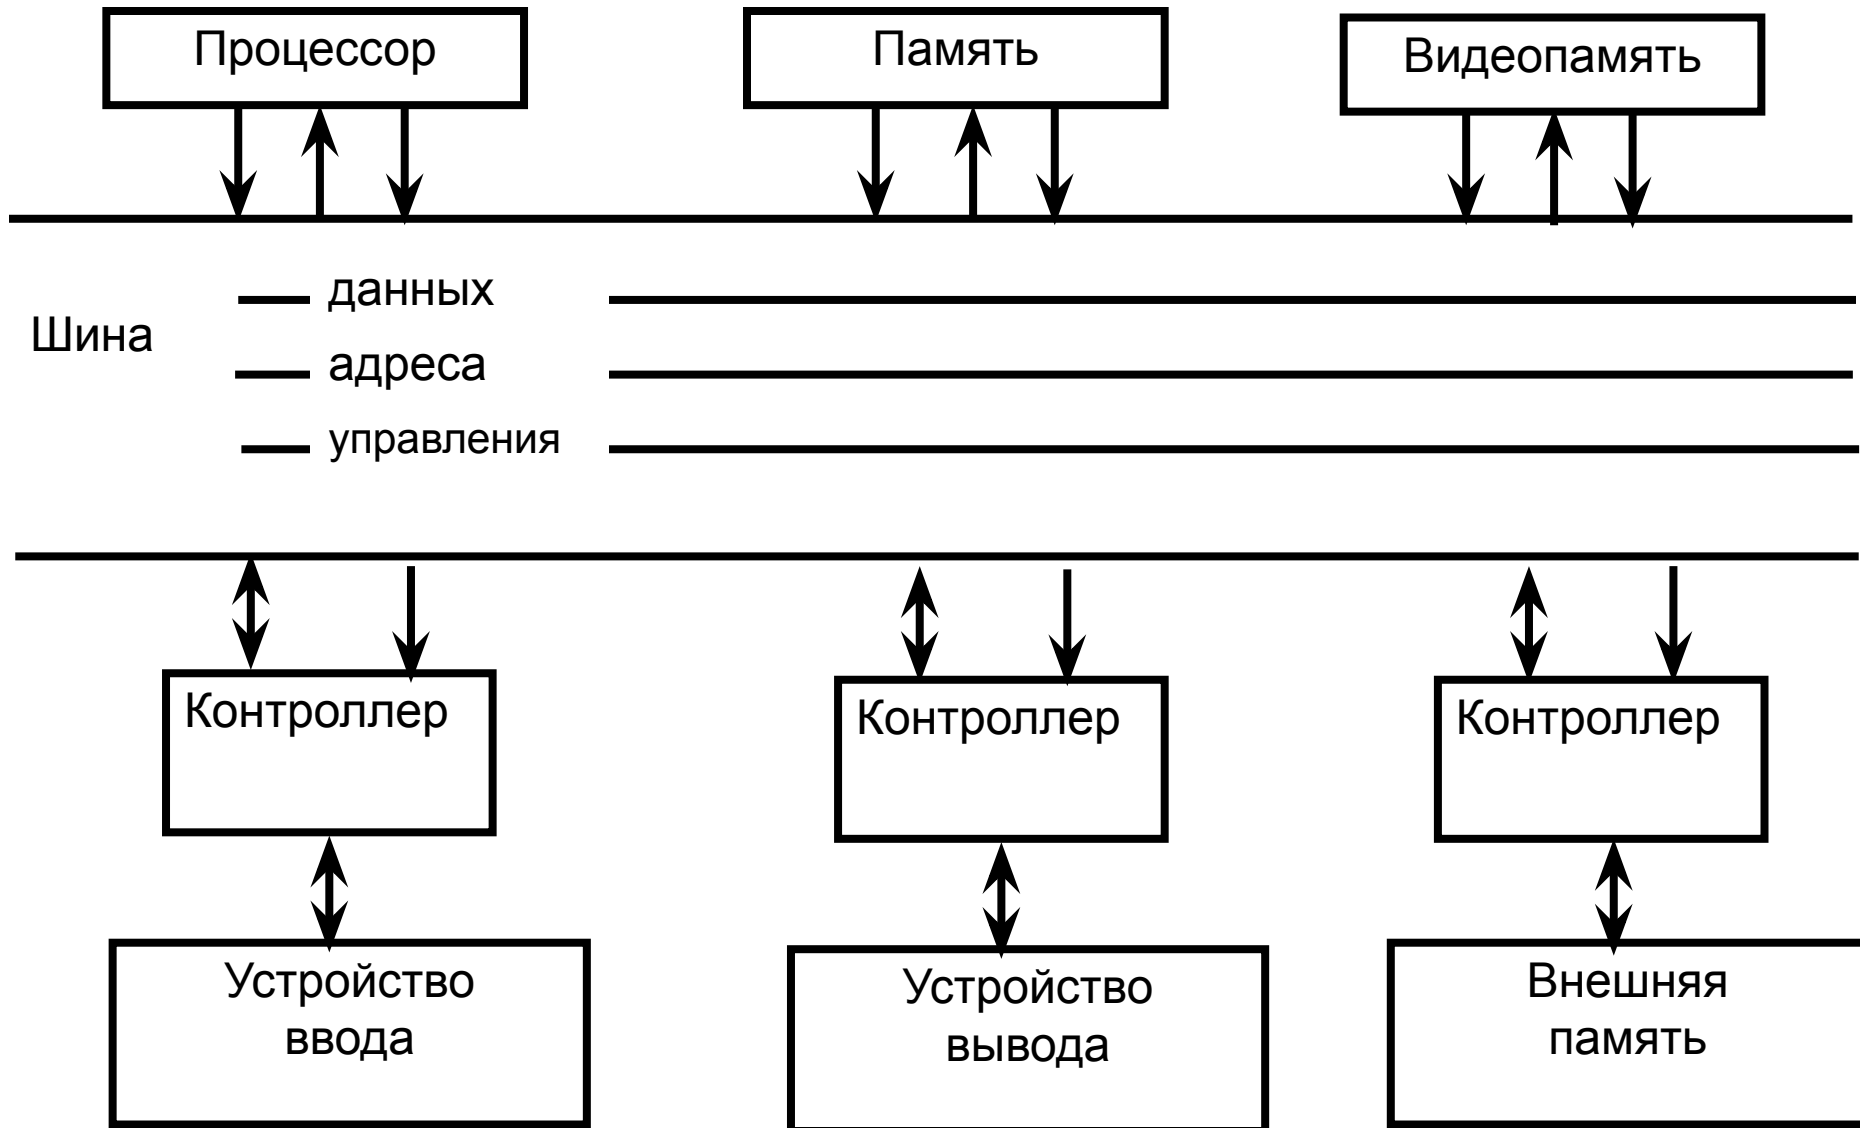 Процессор
Память
Видеопамять
Шина
данных
адреса
управления
Контроллер
Контроллер
Контроллер
Устройство
ввода
Устройство
вывода
Внешняя
память